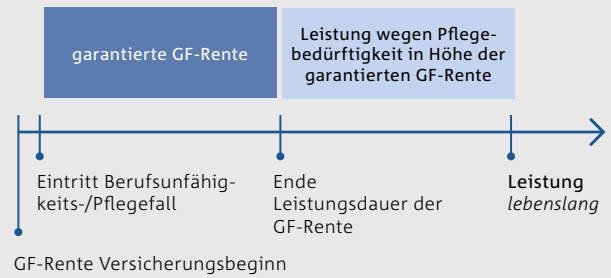 garantierte GF-Rente
Leistung wegen Pflege-
bedürftigkeit in Höhe der
garantierten GF-Rente
Eintritt Berufsunfähig-
keits-/Pflegefall
Ende
Leistungsdauer der
GF-Rente
Leistung
lebenslang
GF-Rente Versicherungsbeginn